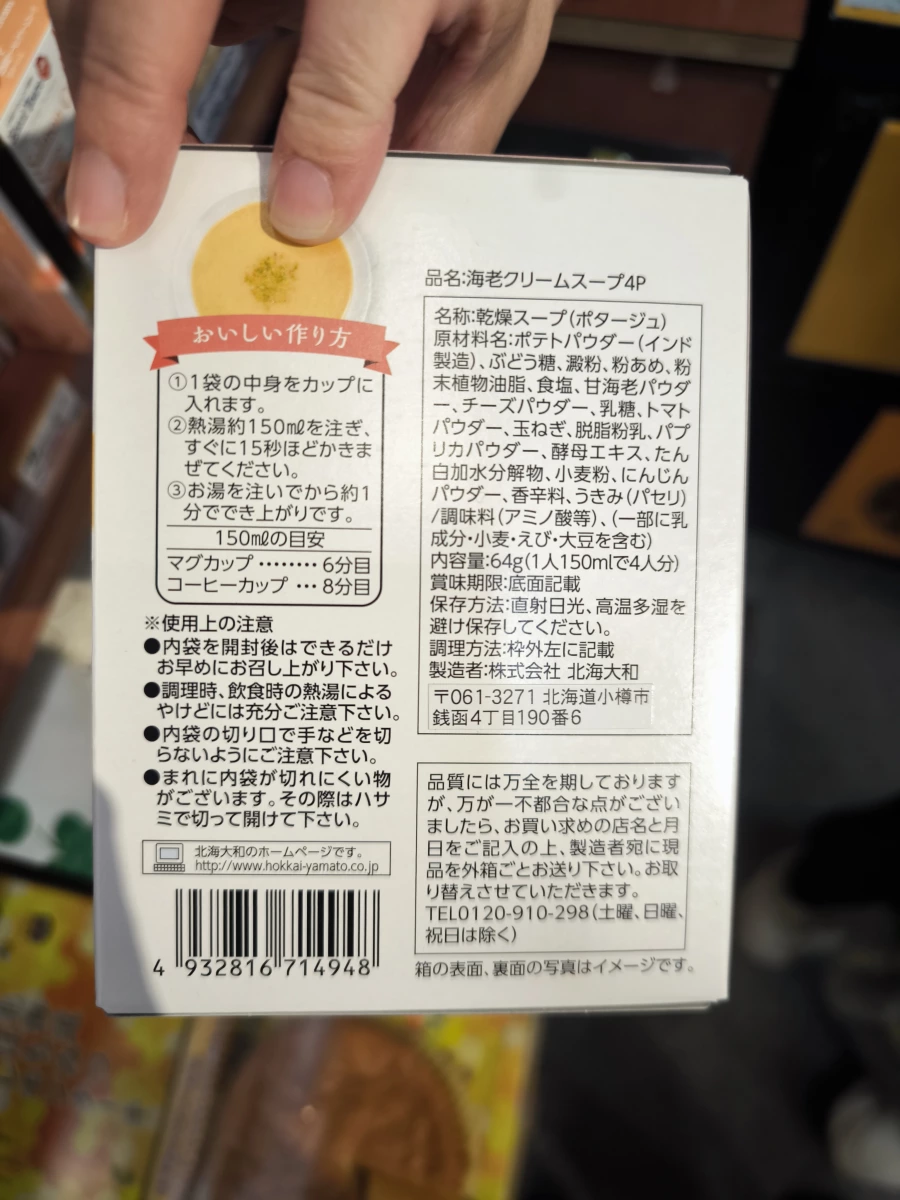 おいしい作り方
①1袋の中身をカップに
入れます。
②熱湯約150㎖を注ぎ、
すぐに15秒ほどかきま
ぜてください。
③お湯を注いでから約1
分ででき上がりです。
150㎖の目安
マグカップ ‥‥‥‥ 6分目
コーヒーカップ ‥・ 8分目
※使用上の注意
●内袋を開封後はできるだけ
お早めにお召し上がり下さい。
●調理時、飲食時の熱湯による
やけどには充分ご注意下さい。
●内袋の切り口で手などを切
らないようにご注意下さい。
●まれに内袋が切れにくい物
がございます。その際はハサ
ミで切って開けて下さい。
北海大和のホームページです。
http://www.hokkai-yamato.co.jp
4 932816 714948
品名:海老クリームスープ4P
名称:乾燥スープ(ポタージュ)
原材料名:ポテトパウダー(インド
製造)、ぶどう糖、澱粉、粉あめ、粉
末植物油脂、食塩、甘海老パウダ
ー、チーズパウダー、乳糖、トマト
パウダー、玉ねぎ、脱脂粉乳、パプ
リカパウダー、酵母エキス、たん
白加水分解物、小麦粉、にんじん
パウダー、香辛料、うきみ(パセリ)
/調味料(アミノ酸等)、(一部に乳
成分・小麦・えび・大豆を含む)
内容量:64g(1人150mlで4人分)
賞味期限:底面記載
保存方法:直射日光、高温多湿を
避け保存してください。
調理方法:枠外左に記載
製造者:株式会社 北海大和
〒061-3271 北海道小樽市
銭函4丁目190番6
品質には万全を期しております
が、万が一不都合な点がござい
ましたら、お買い求めの店名と月
日をご記入の上、製造者宛に現
品を外箱ごとお送り下さい。お取
り替えさせていただきます。
TEL0120-910-298(土曜、日曜、
祝日は除く)
箱の表面、裏面の写真はイメージです。